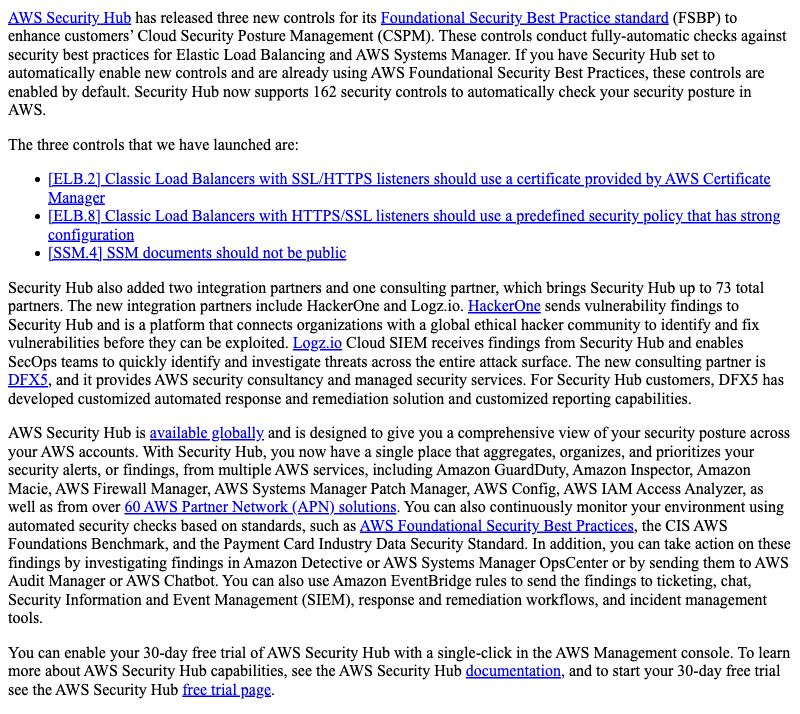 AWS Security Hub has released three new controls for its Foundational Security Best Practice standard (FSBP) to
enhance customers’ Cloud Security Posture Management (CSPM). These controls conduct fully-automatic checks against
security best practices for Elastic Load Balancing and AWS Systems Manager. If you have Security Hub set to
automatically enable new controls and are already using AWS Foundational Security Best Practices, these controls are
enabled by default. Security Hub now supports 162 security controls to automatically check your security posture in
AWS.
The three controls that we have launched are:
• [ELB.2] Classic Load Balancers with SSL/HTTPS listeners should use a certificate provided by AWS Certificate
Manager
• [ELB.8] Classic Load Balancers with HTTPS/SSL listeners should use a predefined security policy that has strong
configuration
• [SSM.4] SSM documents should not be public
Security Hub also added two integration partners and one consulting partner, which brings Security Hub up to 73 total
partners. The new integration partners include HackerOne and Logz.io. HackerOne sends vulnerability findings to
Security Hub and is a platform that connects organizations with a global ethical hacker community to identify and fix
vulnerabilities before they can be exploited. Logz.io Cloud SIEM receives findings from Security Hub and enables
SecOps teams to quickly identify and investigate threats across the entire attack surface. The new consulting partner is
DFX5, and it provides AWS security consultancy and managed security services. For Security Hub customers, DFX5 has
developed customized automated response and remediation solution and customized reporting capabilities.
AWS Security Hub is available globally and is designed to give you a comprehensive view of your security posture across
your AWS accounts. With Security Hub, you now have a single place that aggregates, organizes, and prioritizes your
security alerts, or findings, from multiple AWS services, including Amazon GuardDuty, Amazon Inspector, Amazon
Macie, AWS Firewall Manager, AWS Systems Manager Patch Manager, AWS Config, AWS IAM Access Analyzer, as
well as from over 60 AWS Partner Network (APN) solutions. You can also continuously monitor your environment using
automated security checks based on standards, such as AWS Foundational Security Best Practices, the CIS AWS
Foundations Benchmark, and the Payment Card Industry Data Security Standard. In addition, you can take action on these
findings by investigating findings in Amazon Detective or AWS Systems Manager OpsCenter or by sending them to AWS
Audit Manager or AWS Chatbot. You can also use Amazon EventBridge rules to send the findings to ticketing, chat,
Security Information and Event Management (SIEM), response and remediation workflows, and incident management
tools.
You can enable your 30-day free trial of AWS Security Hub with a single-click in the AWS Management console. To learn
more about AWS Security Hub capabilities, see the AWS Security Hub documentation, and to start your 30-day free trial
see the AWS Security Hub free trial page.